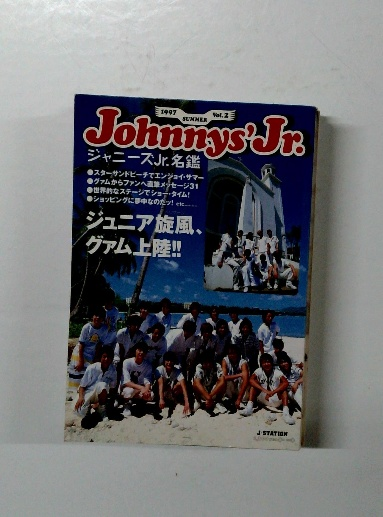 1997 SUMMER Vol.2
Johnnys'Jr.
ジャニーズJr.名鑑
●スターサンドビーチでエンジョイ・サマー
●グァムからファンへ直筆メッセージ31
●世界的なステージでショー・タイム!
●ショッピングに夢中なのだッ! etc……
ジュニア旋風、
グァム上陸!!
J-STATION